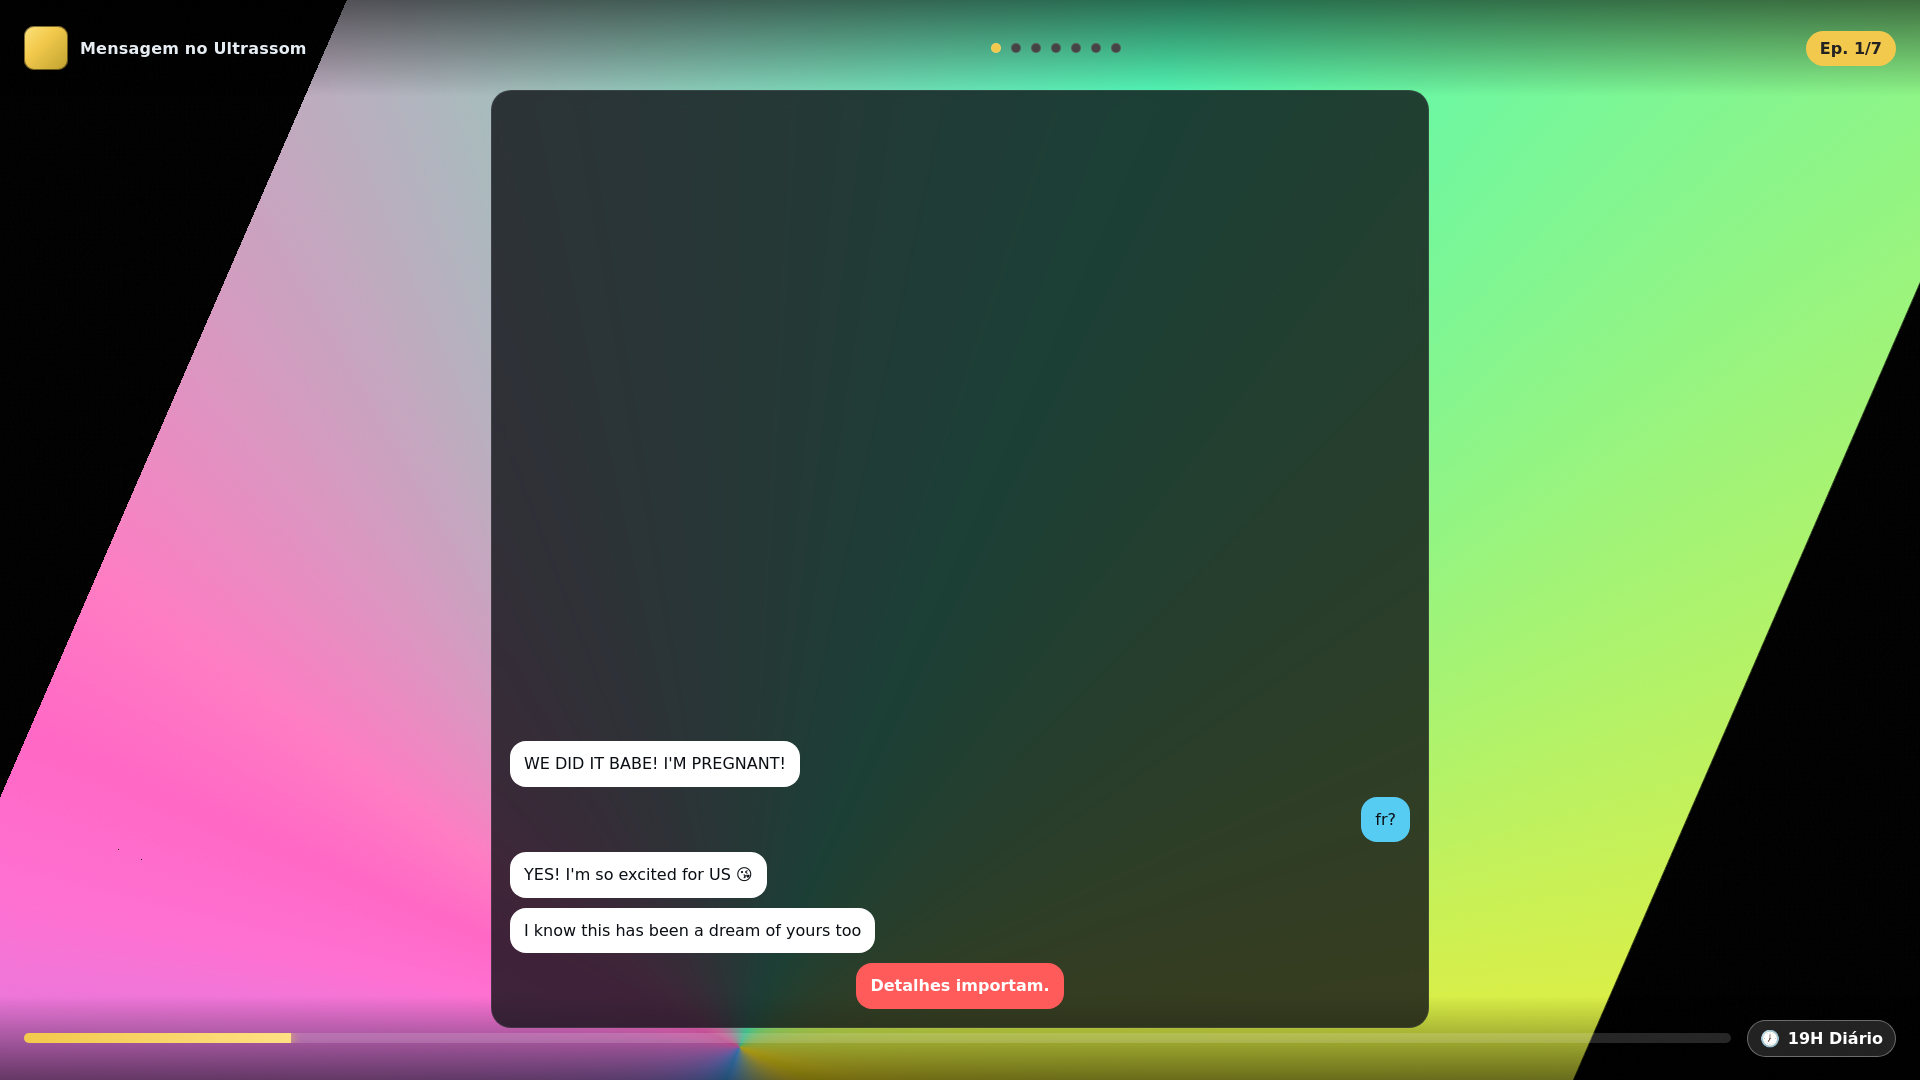 Mensagem no Ultrassom
Ep. 1/7
WE DID IT BABE! I'M PREGNANT!
fr?
YES! I'm so excited for US 😘
I know this has been a dream of yours too
Detalhes importam.
🕖 19H Diário